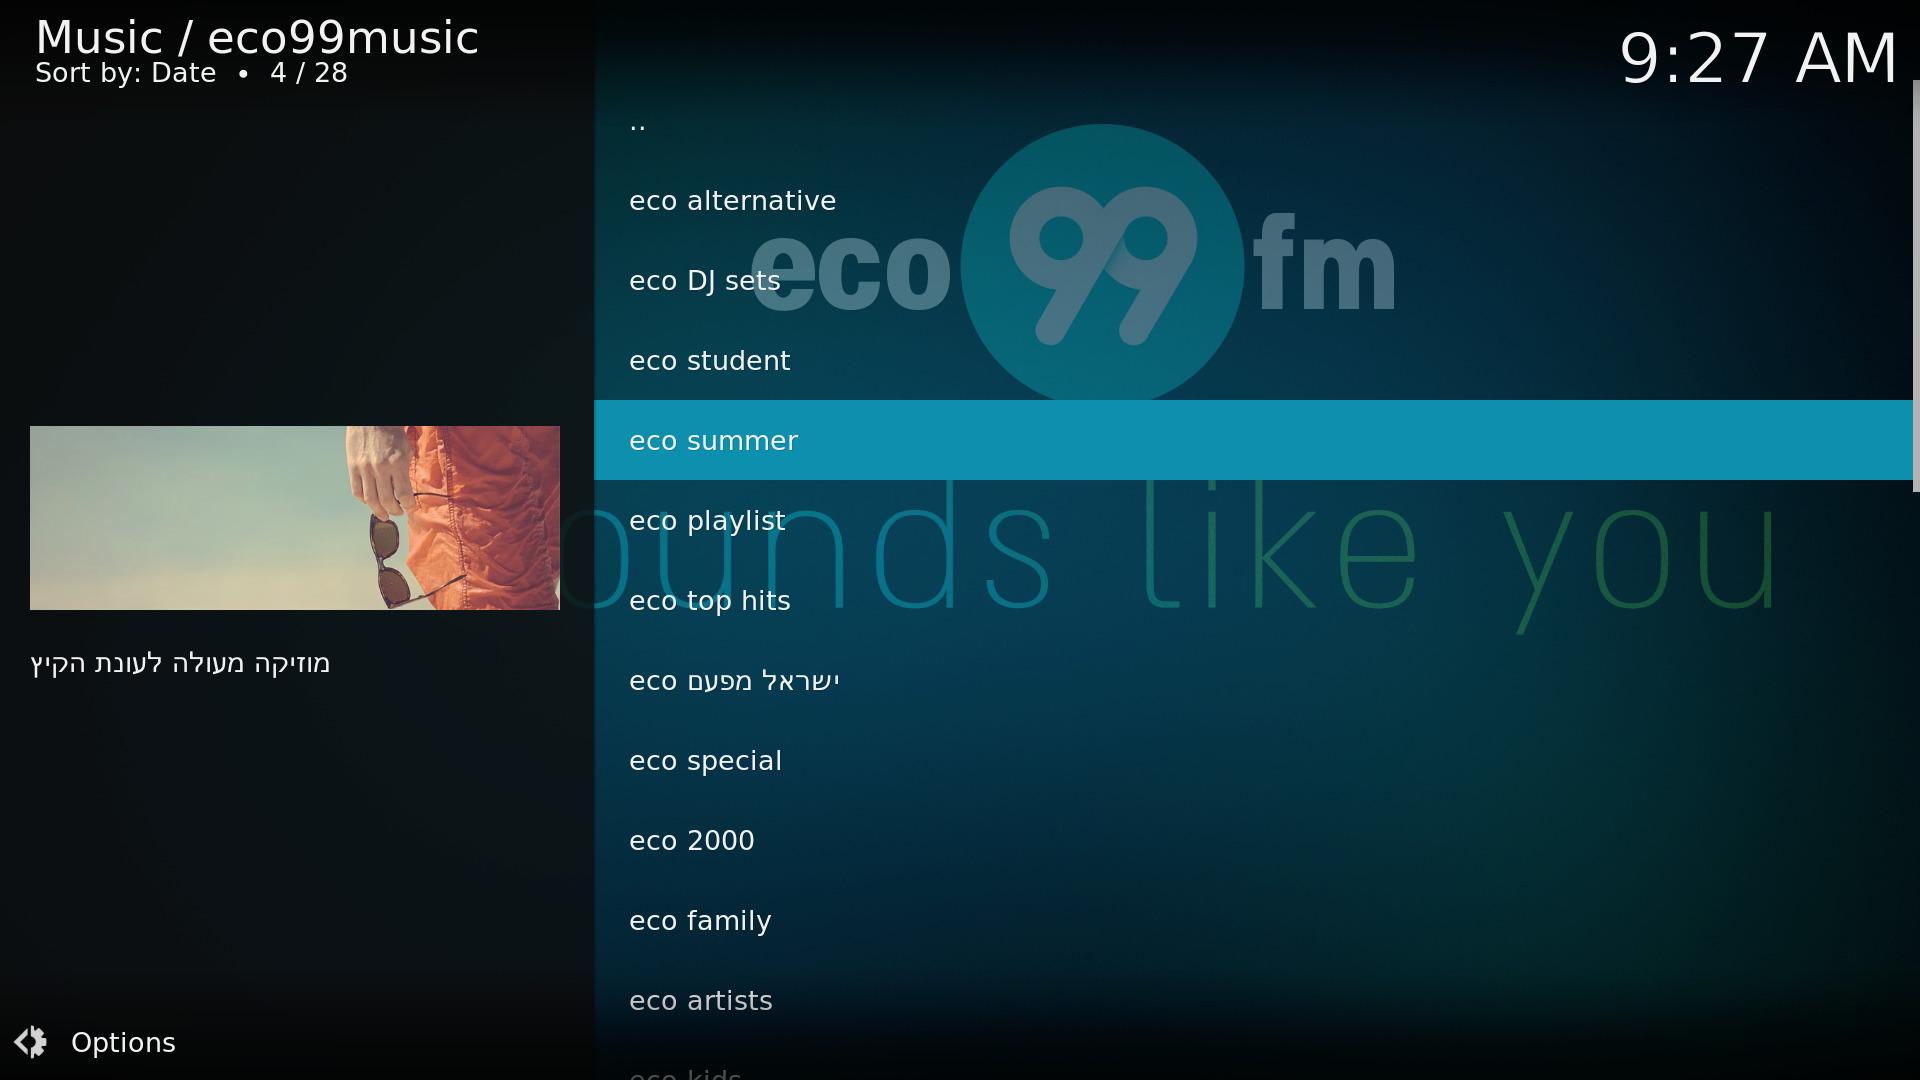 Music / eco99music
Sort by: Date • 4 / 28
9:27 AM
..
eco alternative
eco 99 fm
eco DJ sets
eco student
eco summer
eco playlist
ounds like you
eco top hits
מוזיקה מעולה לעונת הקיץ
eco ישראל מפעם
eco special
eco 2000
eco family
eco artists
Options
eco kids